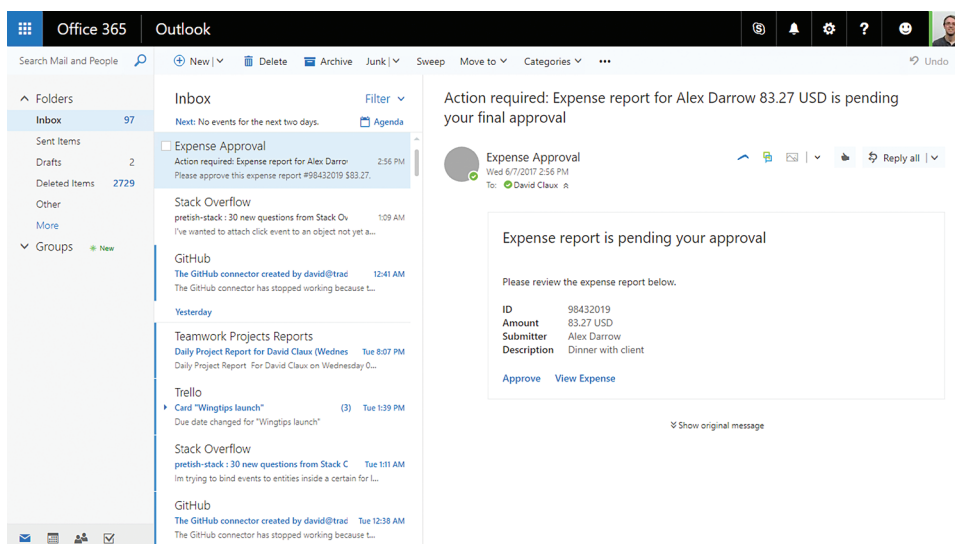 Office 365
Outlook
?
Search Mail and People
New
Delete
Archive
Junk
Sweep
Move to
Categories
•••
Undo
Folders
Inbox 97
Sent Items
Drafts 2
Deleted Items 2729
Other
More
Groups
New
Inbox
Filter
Next: No events for the next two days.
Agenda
Expense Approval
Action required: Expense report for Alex Darro 2:56 PM
Please approve this expense report #98432019 $83.27.
Stack Overflow
pretish-stack : 30 new questions from Stack Ov 1:09 AM
I've wanted to attach click event to an object not yet a...
GitHub
The GitHub connector created by david@trad 12:41 AM
The GitHub connector has stopped working because t...
Yesterday
Teamwork Projects Reports
Daily Project Report for David Claux (Wednes Tue 8:07 PM
Daily Project Report For David Claux on Wednesday 0...
Trello
Card "Wingtips launch" (3) Tue 1:39 PM
Due date changed for "Wingtips launch"
Stack Overflow
pretish-stack : 30 new questions from Stack C Tue 1:11 AM
Im trying to bind events to entities inside a certain for l...
GitHub
The GitHub connector created by david@trad Tue 12:38 AM
The GitHub connector has stopped working because t...
Action required: Expense report for Alex Darrow 83.27 USD is pending
your final approval
Expense Approval
Wed 6/7/2017 2:56 PM
To: David Claux
Reply all
Expense report is pending your approval
Please review the expense report below.
ID 98432019
Amount 83.27 USD
Submitter Alex Darrow
Description Dinner with client
Approve View Expense
Show original message